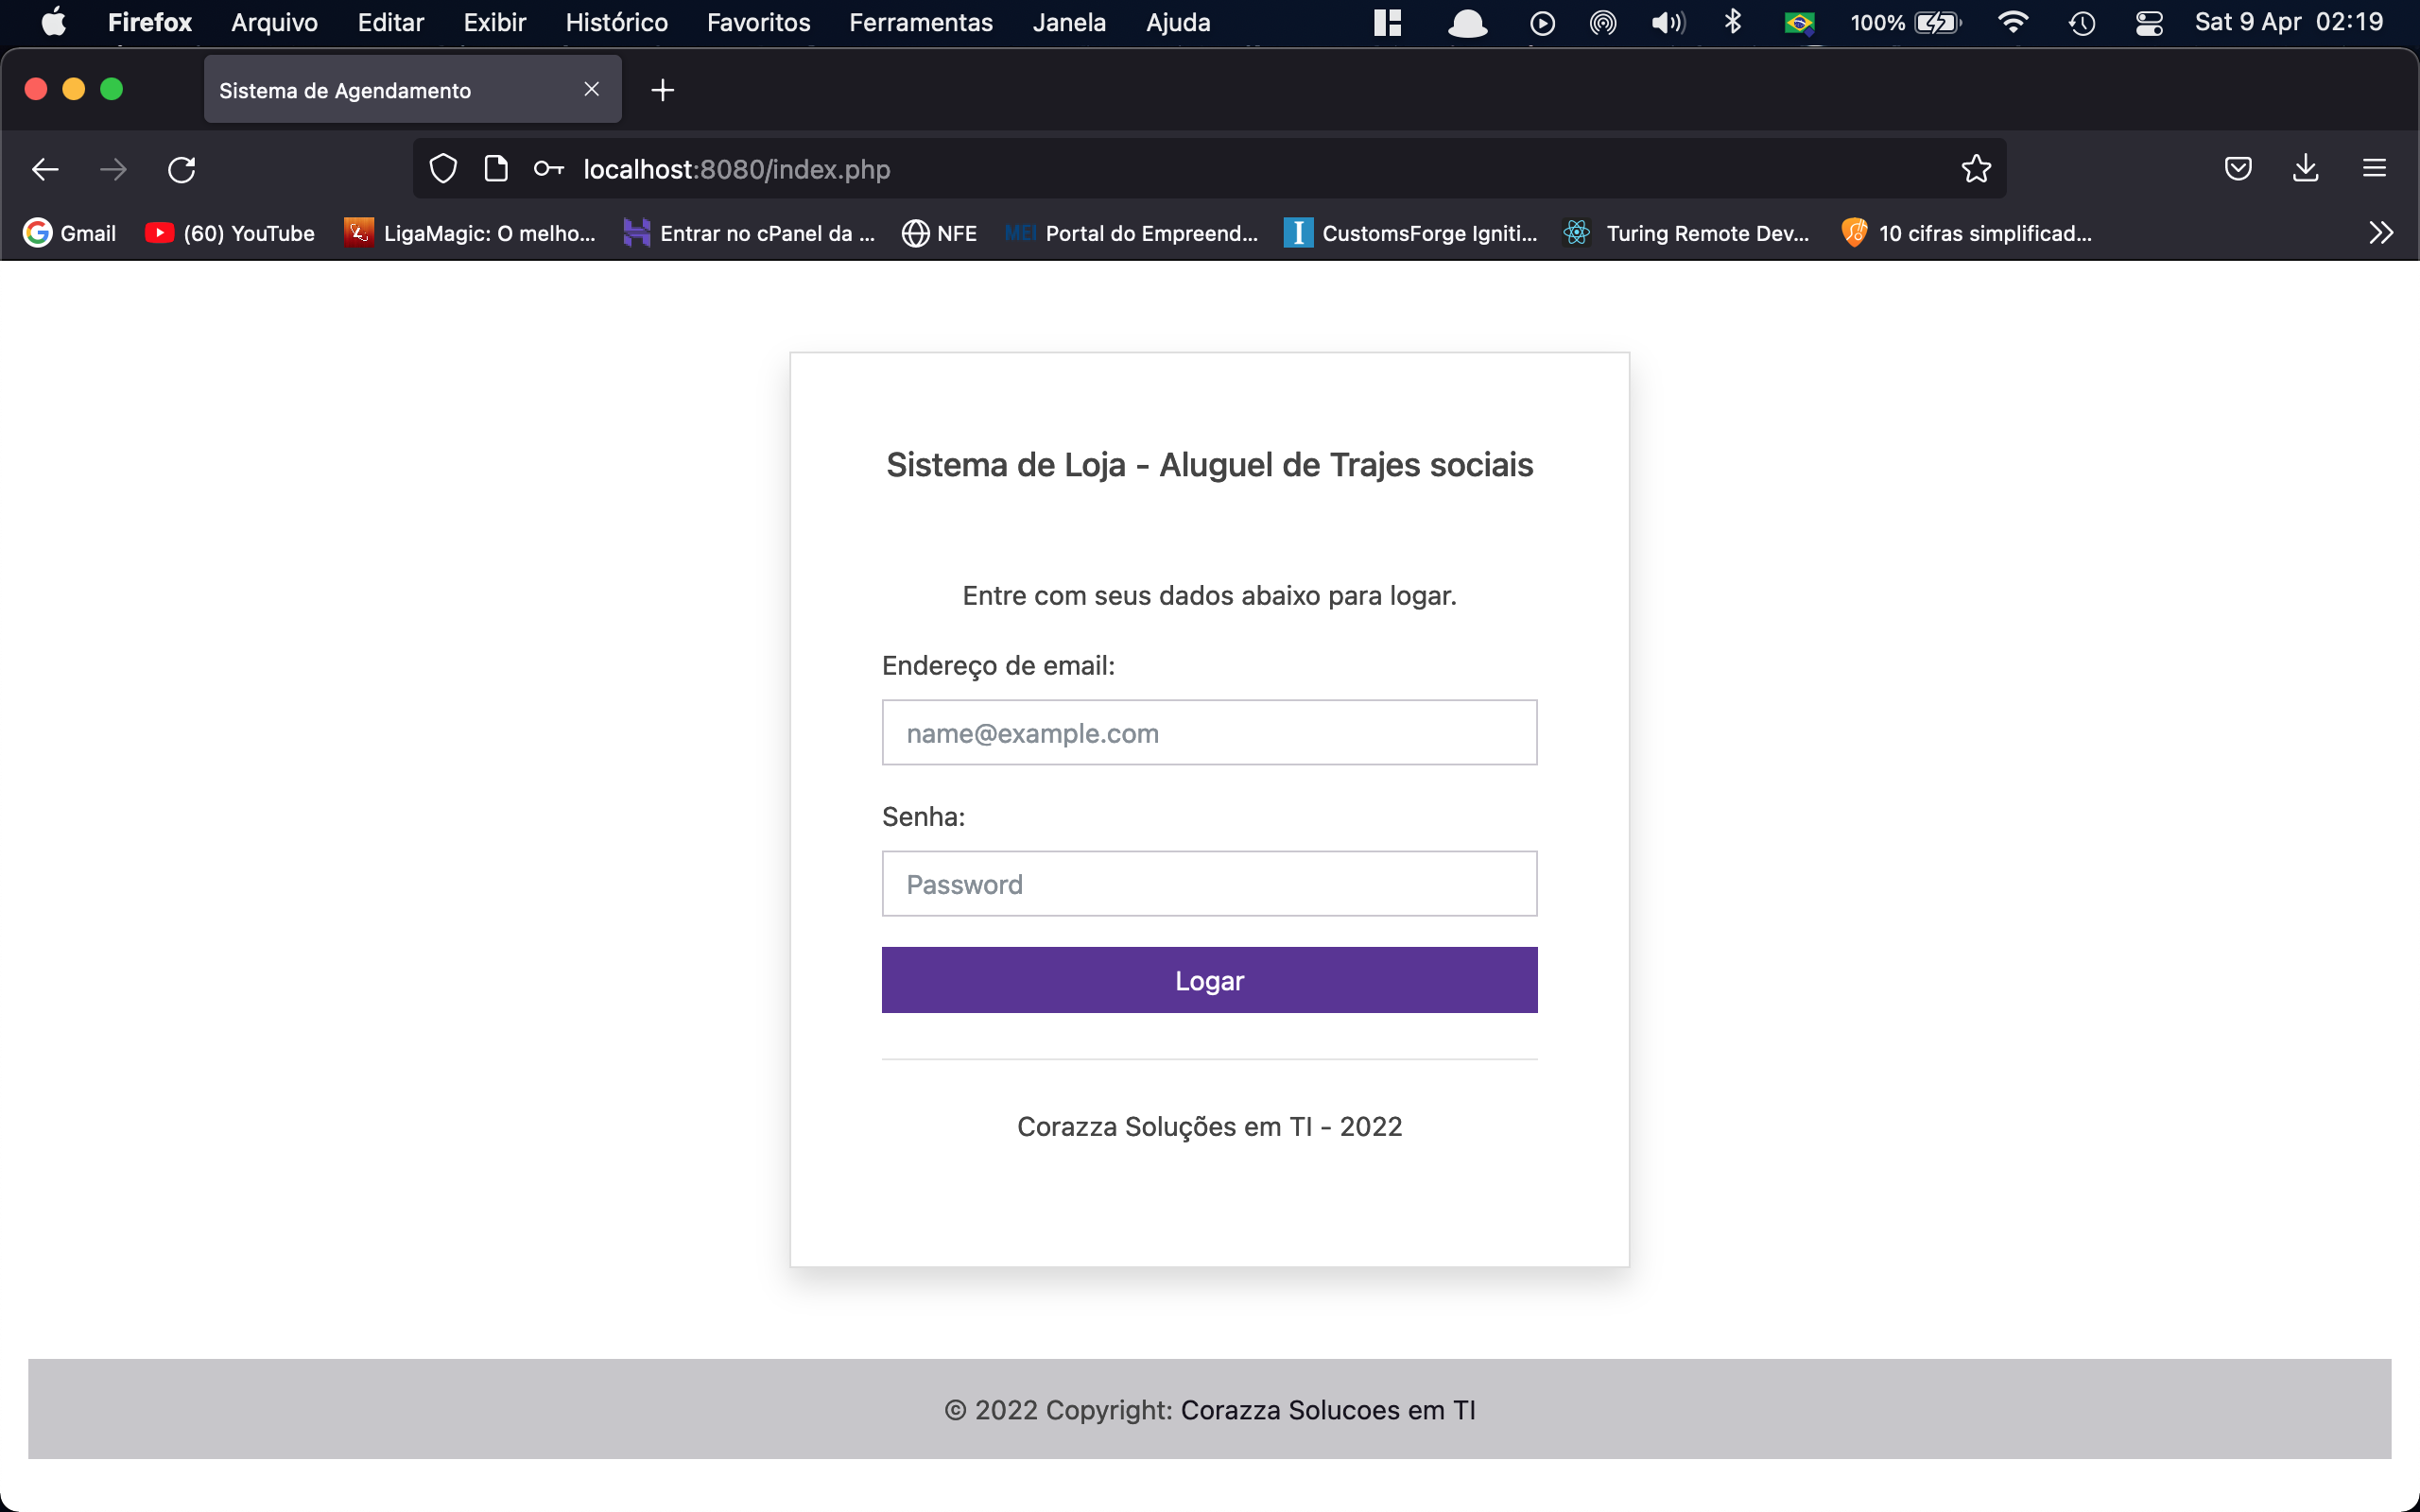 Firefox Arquivo Editar Exibir Histórico Favoritos Ferramentas Janela Ajuda 100% Sat 9 Apr 02:19
Sistema de Agendamento
localhost:8080/index.php
Gmail (60) YouTube LigaMagic: O melho... Entrar no cPanel da ... NFE MEI Portal do Empreend... I CustomsForge Igniti... Turing Remote Dev... 10 cifras simplificad...
Sistema de Loja - Aluguel de Trajes sociais
Entre com seus dados abaixo para logar.
Endereço de email:
name@example.com
Senha:
Password
Logar
Corazza Soluções em TI - 2022
© 2022 Copyright: Corazza Solucoes em TI